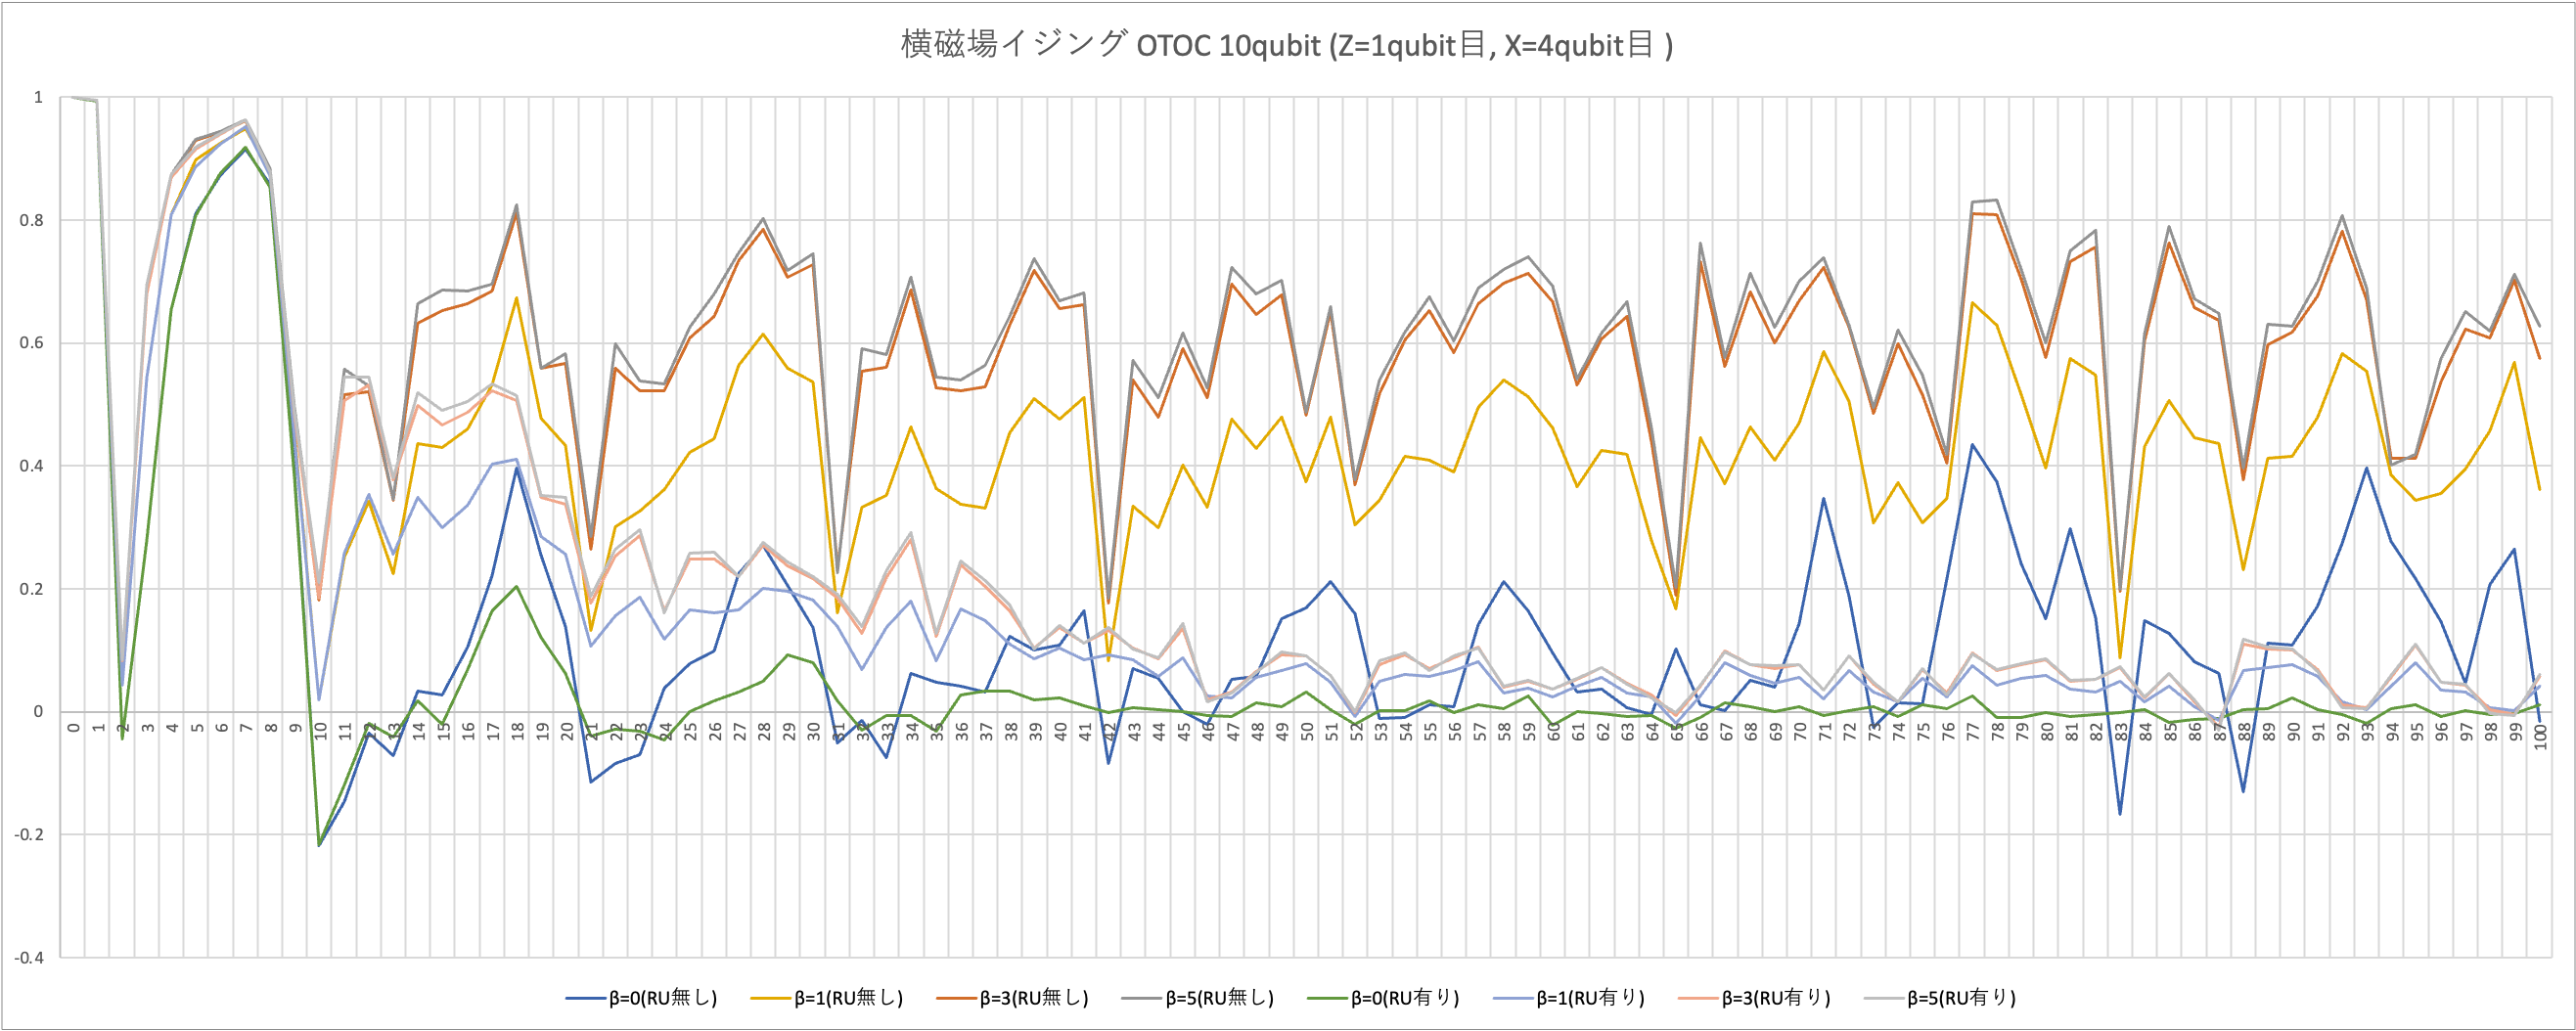 横磁場イジング OTOC 10qubit (Z=1qubit目, X=4qubit目 )
1
0.8
0.6
0.4
0.2
0
-0.2
-0.4
0 1 2 3 4 5 6 7 8 9 10 11 12 13 14 15 16 17 18 19 20 21 22 23 24 25 26 27 28 29 30 31 32 33 34 35 36 37 38 39 40 41 42 43 44 45 46 47 48 49 50 51 52 53 54 55 56 57 58 59 60 61 62 63 64 65 66 67 68 69 70 71 72 73 74 75 76 77 78 79 80 81 82 83 84 85 86 87 88 89 90 91 92 93 94 95 96 97 98 99 100
β=0(RU無し) β=1(RU無し) β=3(RU無し) β=5(RU無し) β=0(RU有り) β=1(RU有り) β=3(RU有り) β=5(RU有り)